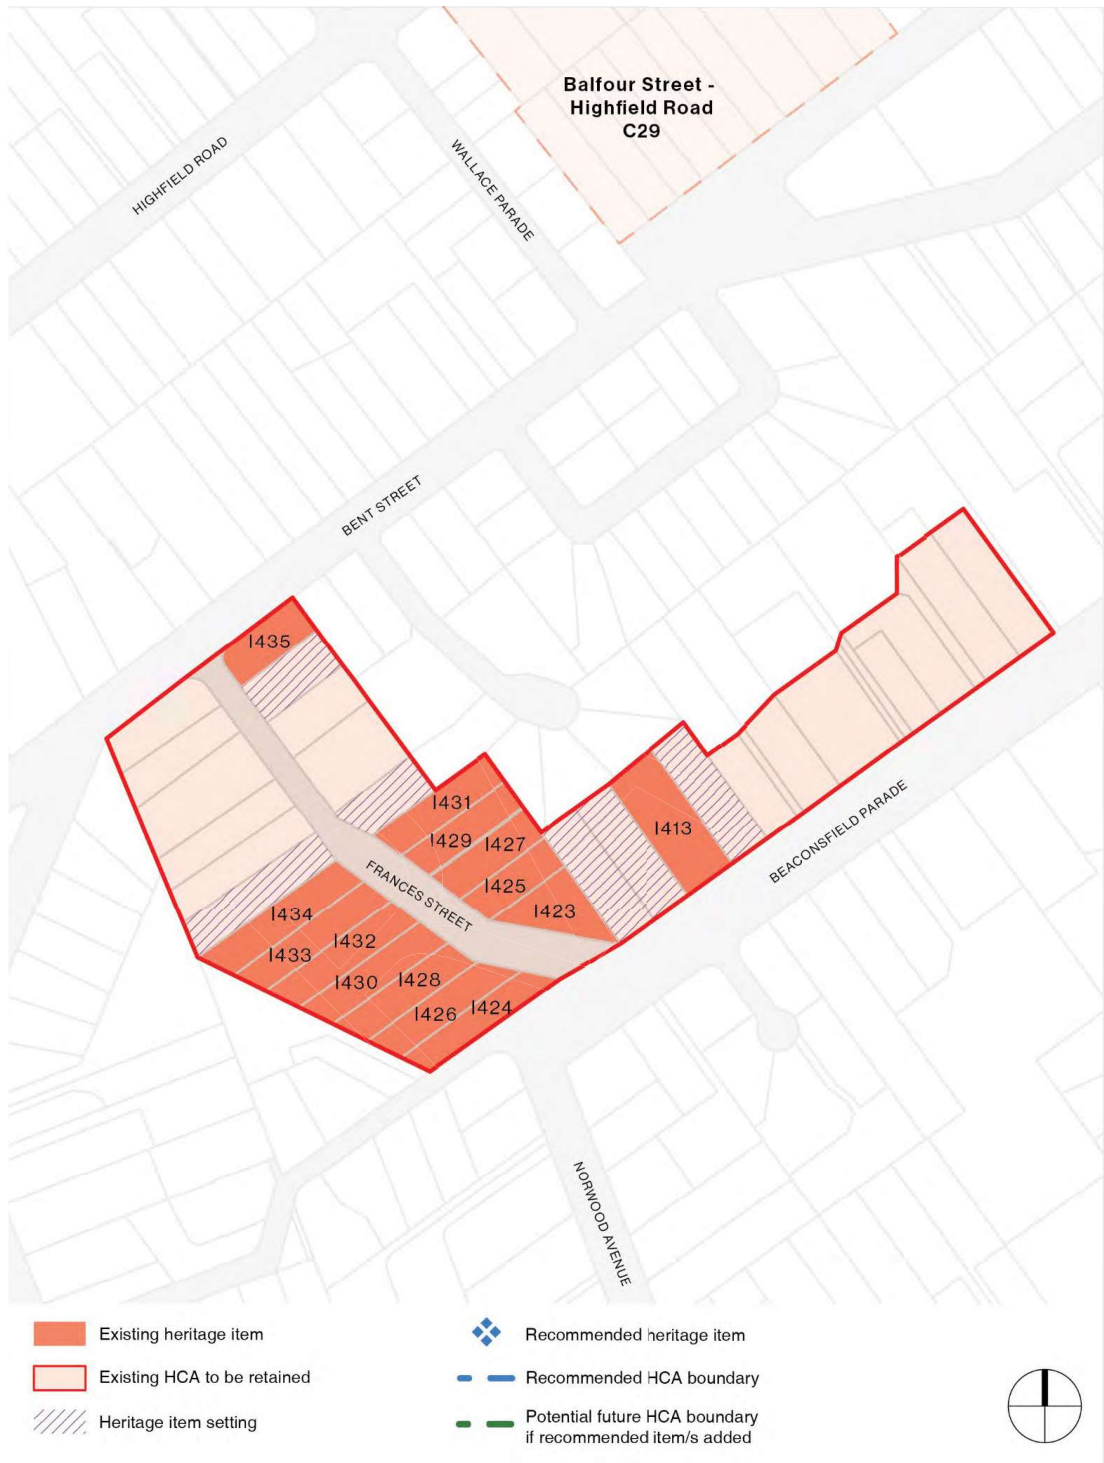 Balfour Street -
Highfield Road
C29
HIGHFIELD ROAD
WALLACE PARADE
BENT STREET
I435
I431
I429
I427
I413
I425
I423
FRANCES STREET
BEACONSFIELD PARADE
I434
I432
I433
I430
I428
I426
I424
NORWOOD AVENUE
Existing heritage item
Existing HCA to be retained
Heritage item setting
Recommended heritage item
Recommended HCA boundary
Potential future HCA boundary
if recommended item/s added